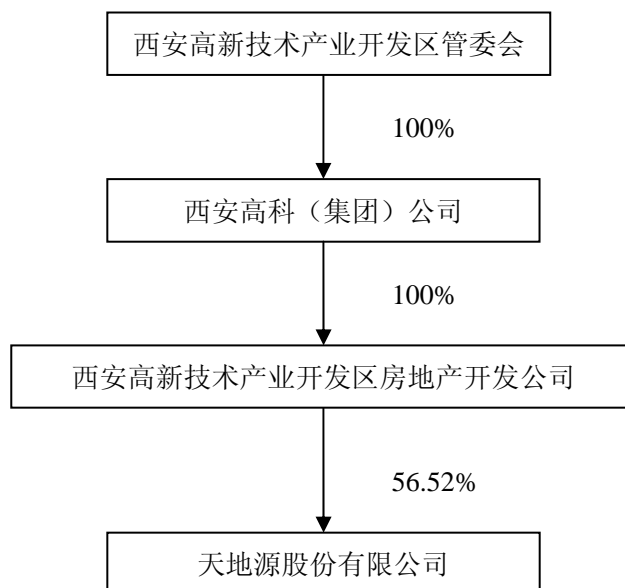 西安高新技术产业开发区管委会
100%
西安高科（集团）公司
100%
西安高新技术产业开发区房地产开发公司
56.52%
天地源股份有限公司